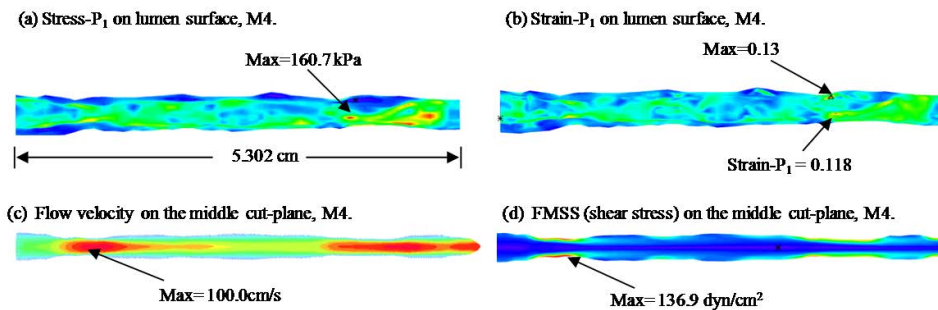 (a) Stress-P₁ on lumen surface, M4.
Max=160.7 kPa
5.302 cm
(b) Strain-P₁ on lumen surface, M4.
Max=0.13
Strain-P₁ = 0.118
(c) Flow velocity on the middle cut-plane, M4.
Max=100.0cm/s
(d) FMSS (shear stress) on the middle cut-plane, M4.
Max=136.9 dyn/cm²